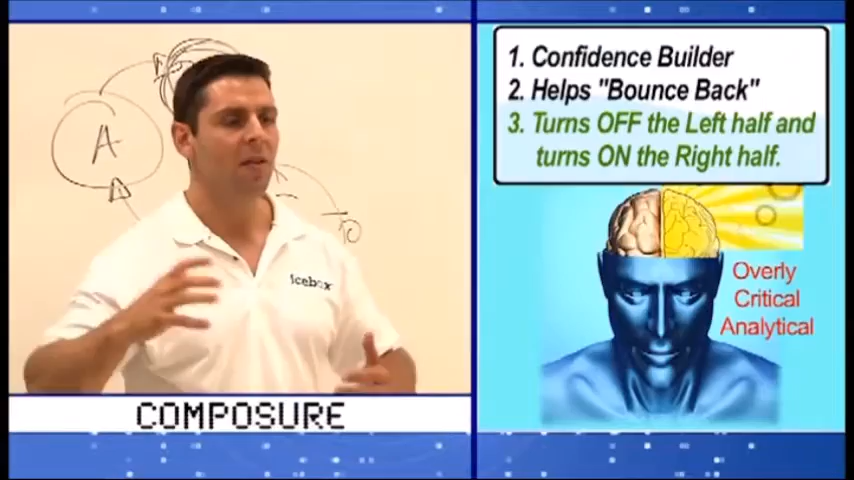 A
icebox
COMPOSURE
1. Confidence Builder
2. Helps "Bounce Back"
3. Turns OFF the Left half and
turns ON the Right half.
Overly
Critical
Analytical